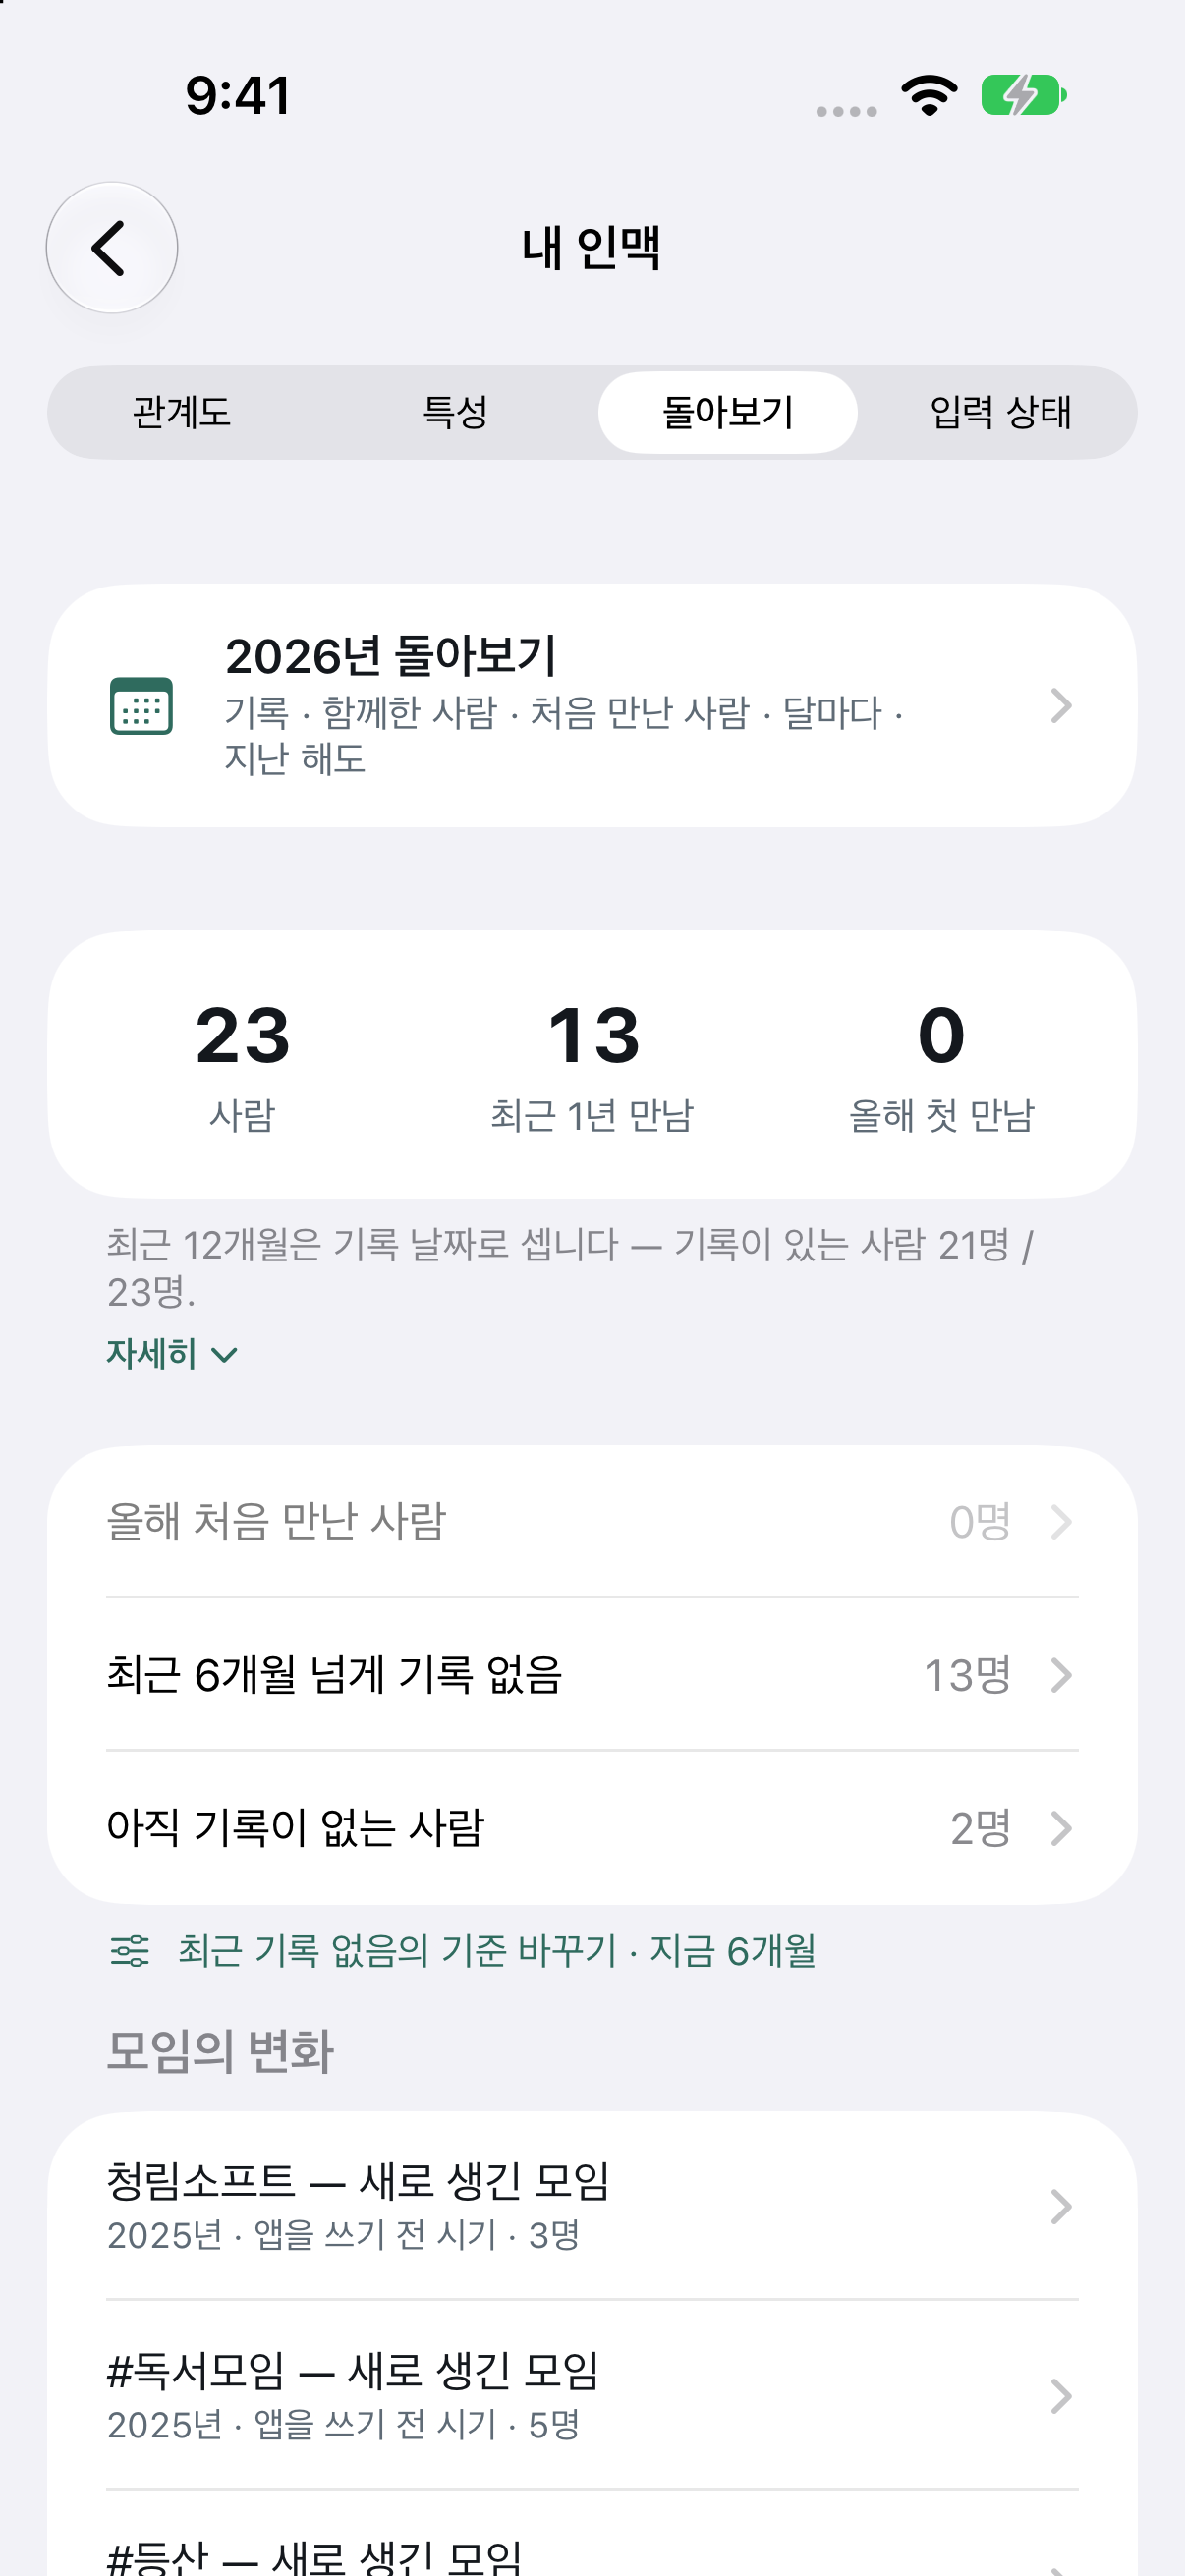 9:41
내 인맥
관계도 특성 돌아보기 입력 상태
2026년 돌아보기
기록 · 함께한 사람 · 처음 만난 사람 · 달마다 ·
지난 해도
23 13 0
사람 최근 1년 만남 올해 첫 만남
최근 12개월은 기록 날짜로 셉니다 — 기록이 있는 사람 21명 /
23명.
자세히
올해 처음 만난 사람 0명
최근 6개월 넘게 기록 없음 13명
아직 기록이 없는 사람 2명
최근 기록 없음의 기준 바꾸기 · 지금 6개월
모임의 변화
청림소프트 — 새로 생긴 모임
2025년 · 앱을 쓰기 전 시기 · 3명
#독서모임 — 새로 생긴 모임
2025년 · 앱을 쓰기 전 시기 · 5명
#등산 — 새로 생긴 모임